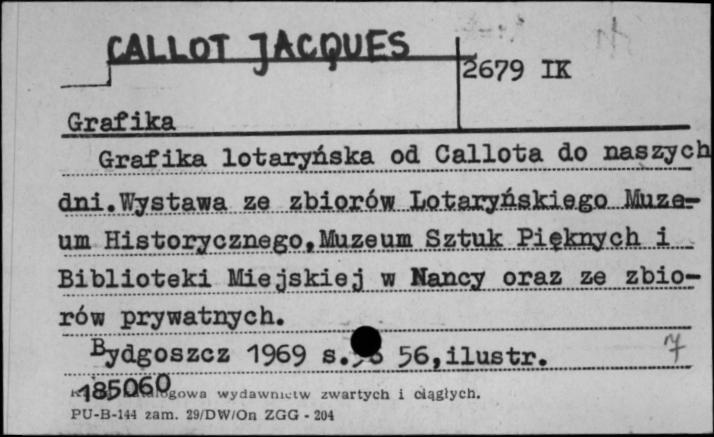 CALLOT JACQUES
2679 IK
Grafika
Grafika lotaryńska od Callota do naszych
dni.Wystawa ze zbiorów Lotaryńskiego Muze-
um Historycznego,Muzeum Sztuk Pięknych i
Biblioteki Miejskiej w Nancy oraz ze zbio-
rów prywatnych.
Bydgoszcz 1969 s. 56,ilustr.
7
185060 wydawnictw zwartych i ciągłych.
PU-B-144 zam. 29/DW/On ZGG - 204